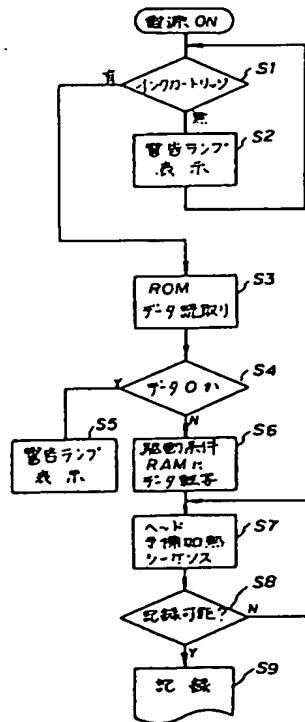 電源 ON
インクカートリッジ
S1
有
無
S2
警告ランプ
表示
S3
ROM
データ読取り
S4
データ0か
Y
N
S5
警告ランプ
表示
S6
駆動条件
RAMに
データ転写
S7
ヘッド
予備加熱
シーケンス
S8
記録可能?
N
Y
S9
記録